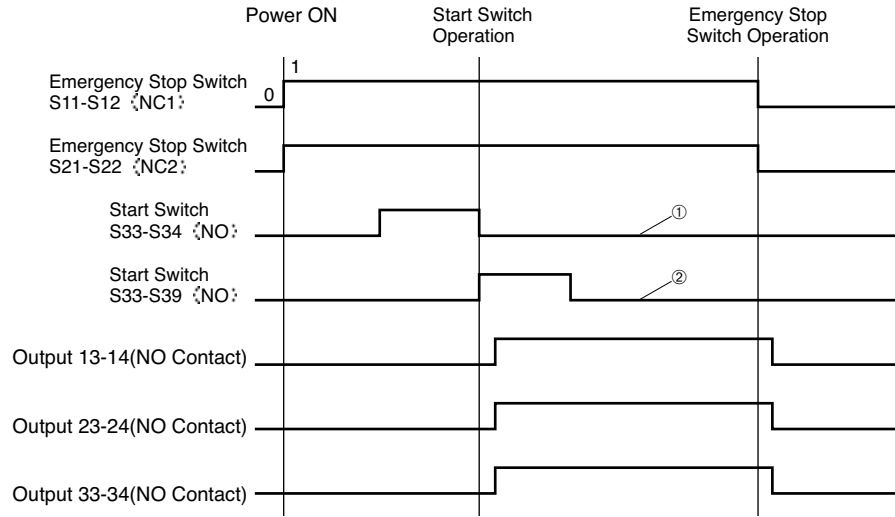 Power ON
Start Switch
Operation
Emergency Stop
Switch Operation
1
0
Emergency Stop Switch
S11-S12 (NC1)
Emergency Stop Switch
S21-S22 (NC2)
Start Switch
S33-S34 (NO)
①
Start Switch
S33-S39 (NO)
②
Output 13-14(NO Contact)
Output 23-24(NO Contact)
Output 33-34(NO Contact)